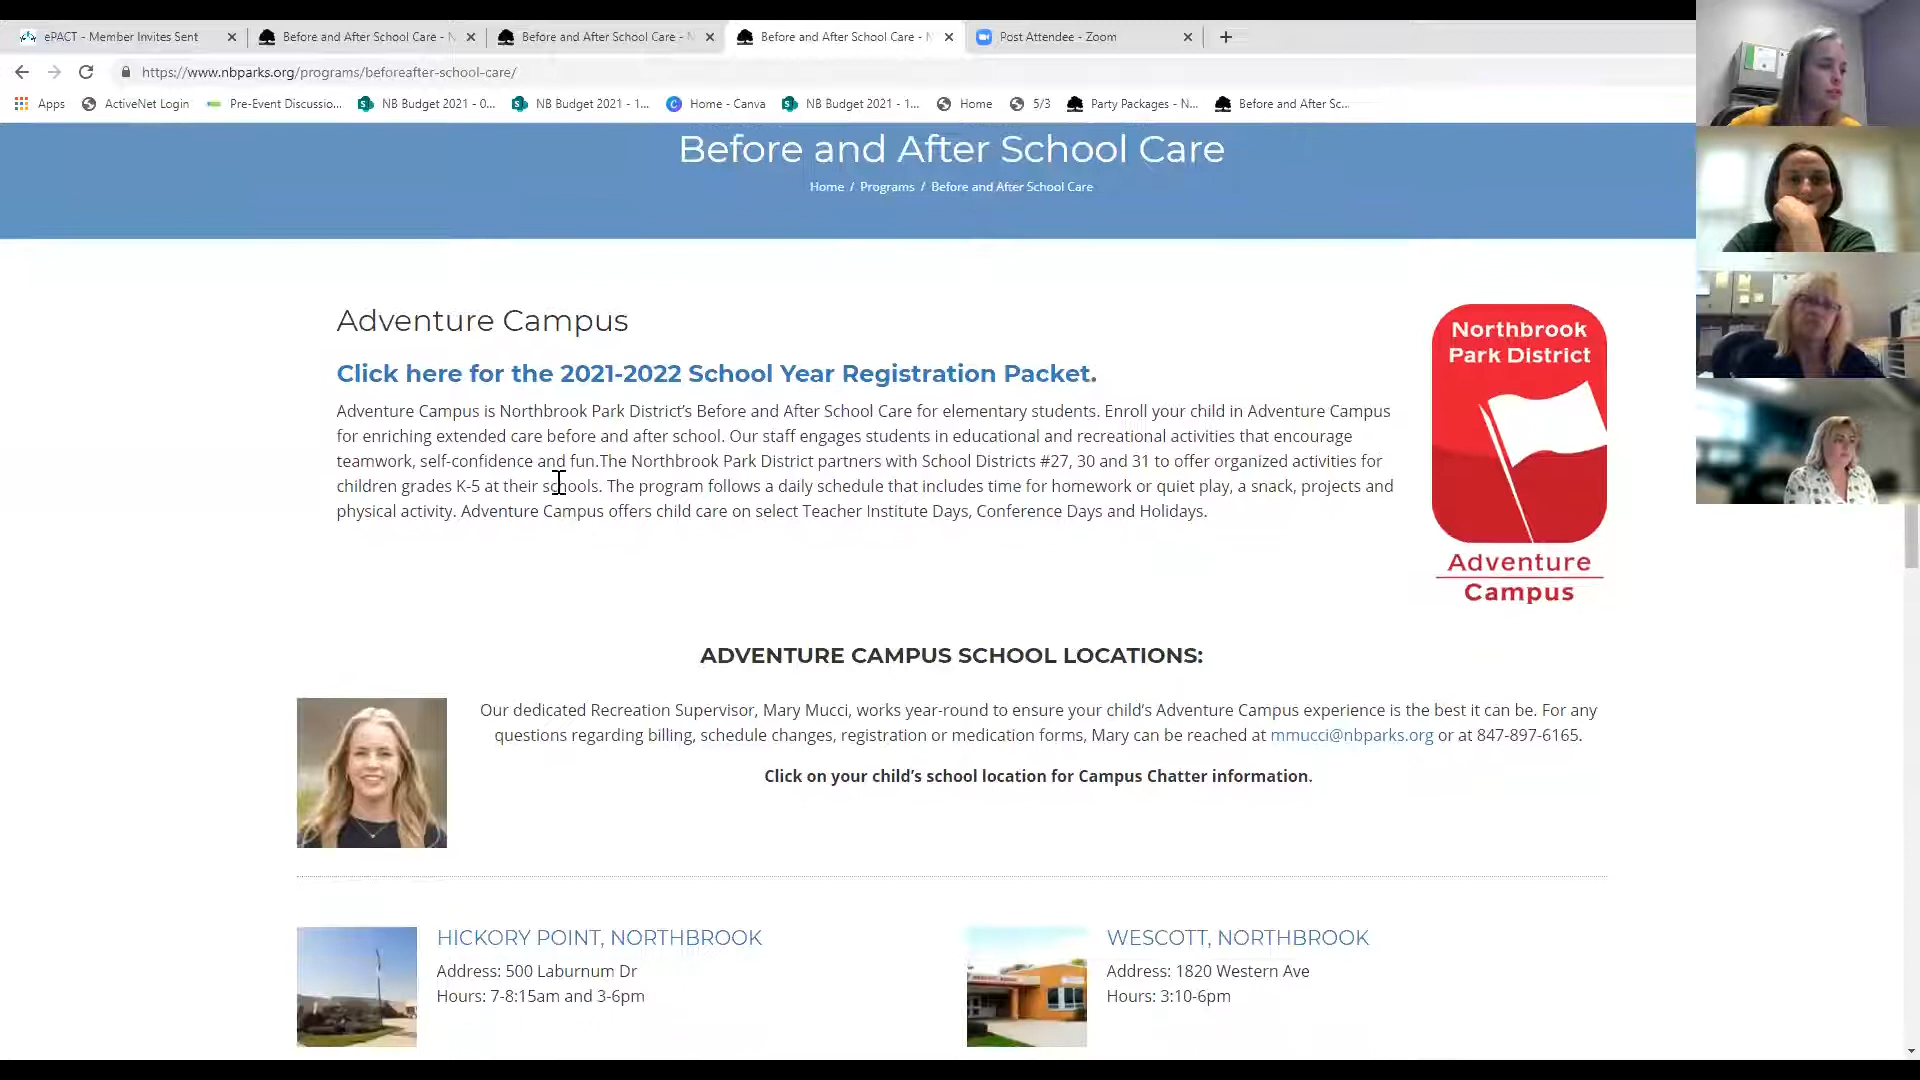 ePACT - Member Invites Sent
Before and After School Care - N
Before and After School Care - N
Before and After School Care - N
Post Attendee - Zoom
https://www.nbparks.org/programs/beforeafter-school-care/
Apps
ActiveNet Login
Pre-Event Discussio...
NB Budget 2021 - 0...
NB Budget 2021 - 1...
Home - Canva
NB Budget 2021 - 1...
Home
5/3
Party Packages - N...
Before and After Sc...
Before and After School Care
Home / Programs / Before and After School Care
Adventure Campus
Click here for the 2021-2022 School Year Registration Packet.
Adventure Campus is Northbrook Park District's Before and After School Care for elementary students. Enroll your child in Adventure Campus
for enriching extended care before and after school. Our staff engages students in educational and recreational activities that encourage
teamwork, self-confidence and fun.The Northbrook Park District partners with School Districts #27, 30 and 31 to offer organized activities for
children grades K-5 at their schools. The program follows a daily schedule that includes time for homework or quiet play, a snack, projects and
physical activity. Adventure Campus offers child care on select Teacher Institute Days, Conference Days and Holidays.
Northbrook
Park District
Adventure
Campus
ADVENTURE CAMPUS SCHOOL LOCATIONS:
Our dedicated Recreation Supervisor, Mary Mucci, works year-round to ensure your child's Adventure Campus experience is the best it can be. For any
questions regarding billing, schedule changes, registration or medication forms, Mary can be reached at mmucci@nbparks.org or at 847-897-6165.
Click on your child's school location for Campus Chatter information.
HICKORY POINT, NORTHBROOK
Address: 500 Laburnum Dr
Hours: 7-8:15am and 3-6pm
WESCOTT, NORTHBROOK
Address: 1820 Western Ave
Hours: 3:10-6pm